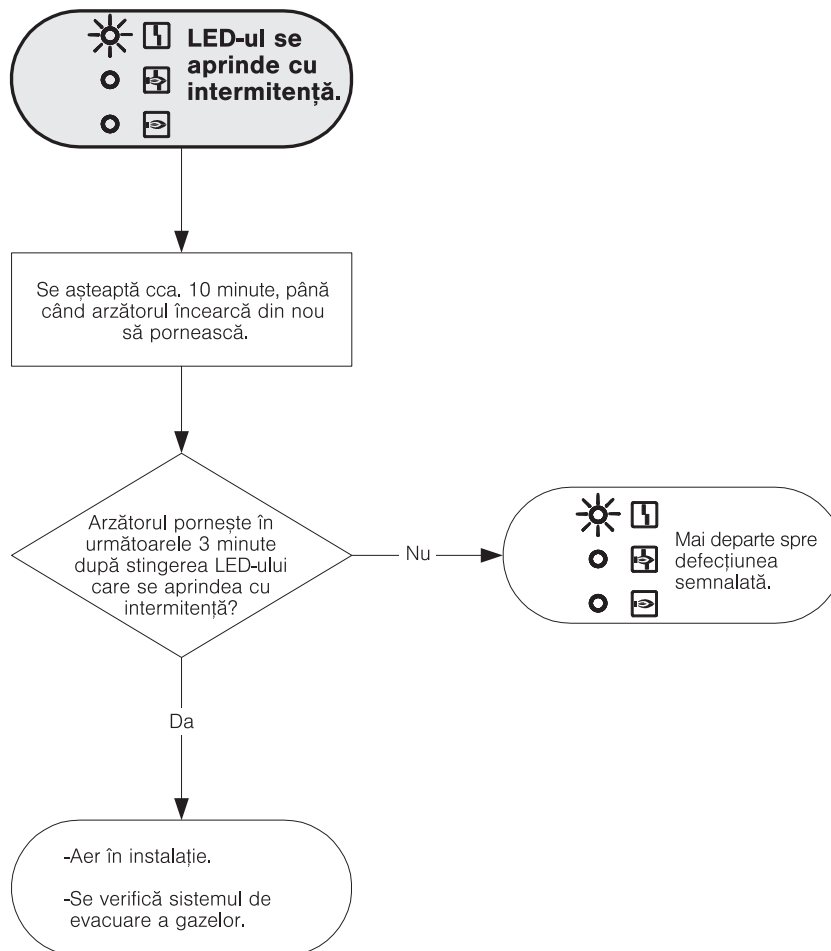 LED-ul se
aprinde cu
intermitență.
Se așteaptă cca. 10 minute, până
când arzătorul încearcă din nou
să pornească.
Arzătorul pornește în
următoarele 3 minute
după stingerea LED-ului
care se aprindea cu
intermitență?
Nu
Mai departe spre
defecțiunea
semnalată.
Da
-Aer în instalație.
-Se verifică sistemul de
evacuare a gazelor.